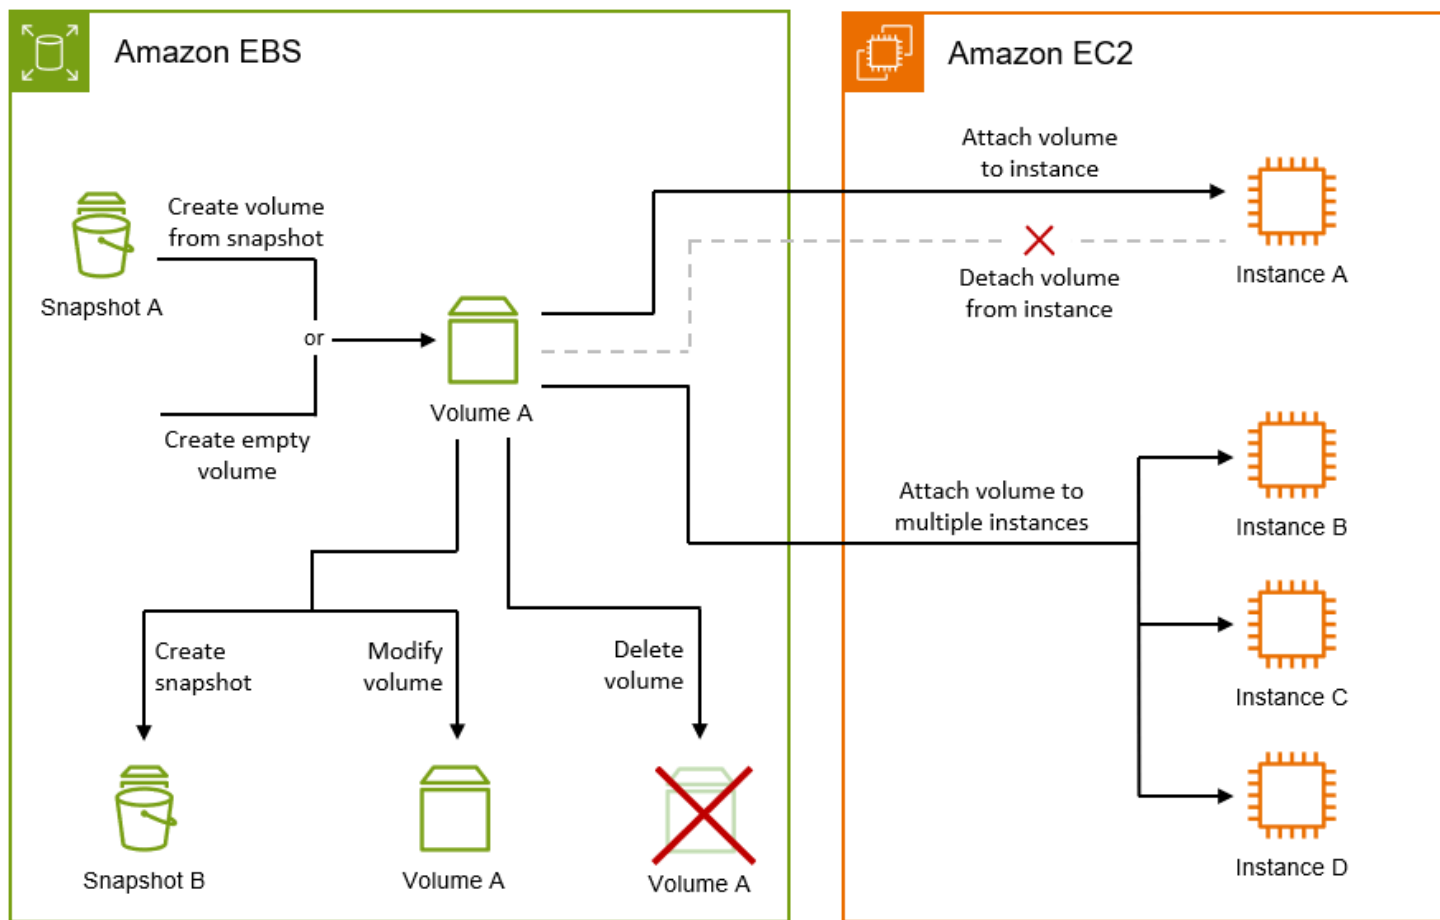 Amazon EBS
Amazon EC2
Attach volume
to instance
Create volume
from snapshot
Snapshot A
or
Create empty
volume
Volume A
Detach volume
from instance
Instance A
Attach volume to
multiple instances
Instance B
Instance C
Instance D
Create
snapshot
Modify
volume
Delete
volume
Snapshot B
Volume A
Volume A